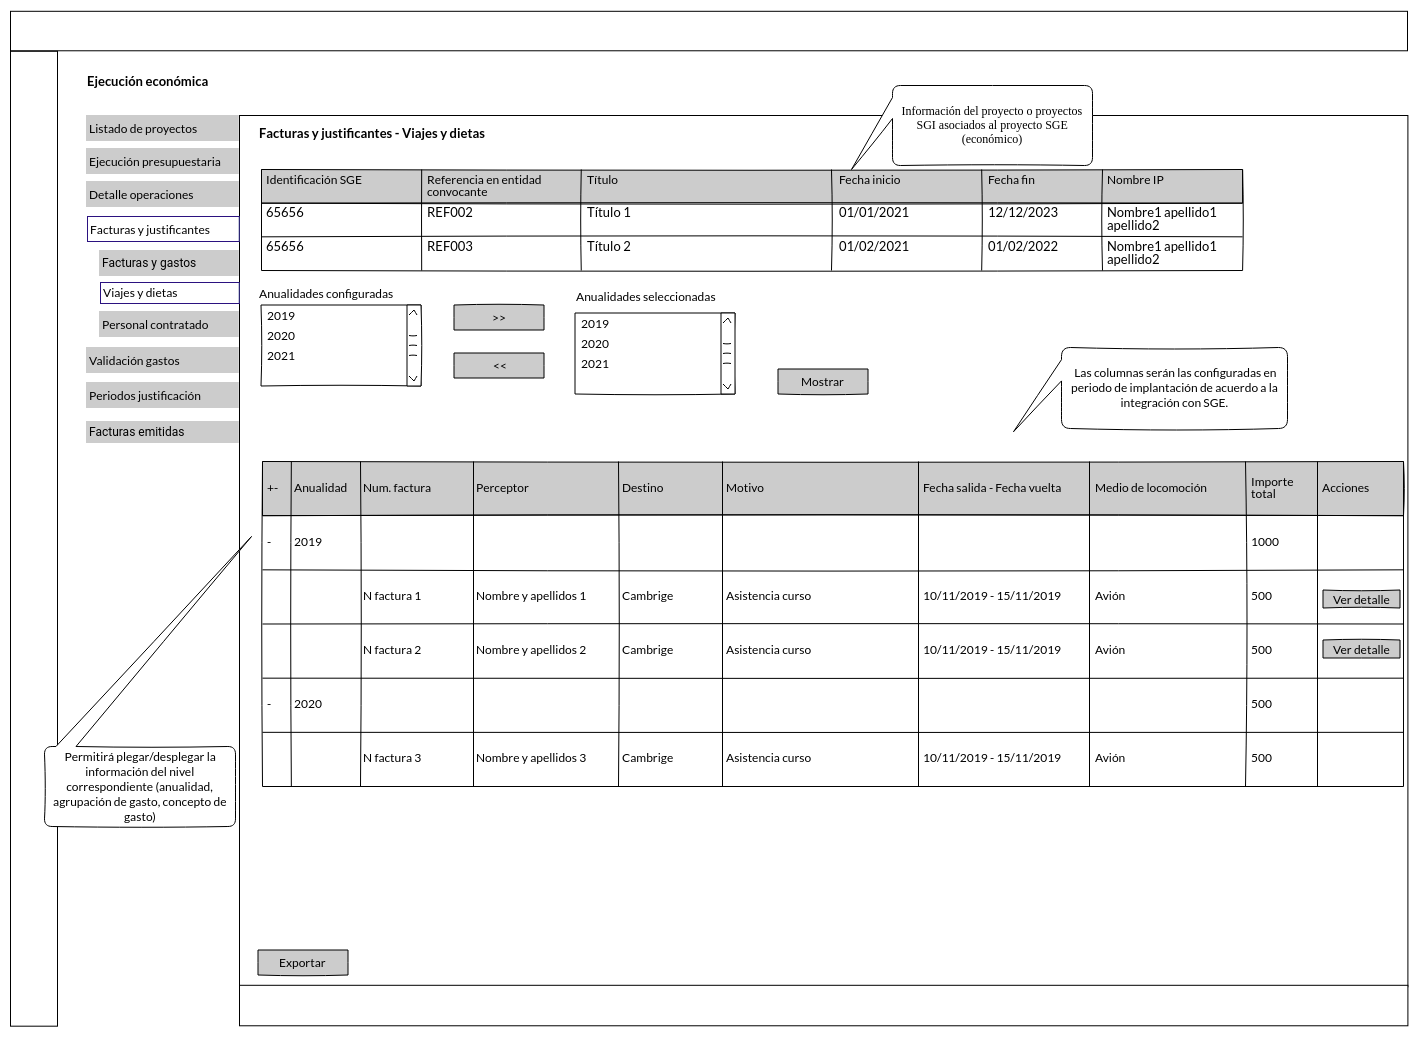 Ejecución económica
Listado de proyectos
Ejecución presupuestaria
Detalle operaciones
Facturas y justificantes
Facturas y gastos
Viajes y dietas
Personal contratado
Validación gastos
Periodos justificación
Facturas emitidas
Facturas y justificantes - Viajes y dietas
Información del proyecto o proyectos
SGI asociados al proyecto SGE
(económico)
Identificación SGE
Referencia en entidad
convocante
Título
Fecha inicio
Fecha fin
Nombre IP
65656
REF002
Título 1
01/01/2021
12/12/2023
Nombre1 apellido1
apellido2
65656
REF003
Título 2
01/02/2021
01/02/2022
Nombre1 apellido1
apellido2
Anualidades configuradas
2019
2020
2021
>>
<<
Anualidades seleccionadas
2019
2020
2021
Mostrar
Las columnas serán las configuradas en
periodo de implantación de acuerdo a la
integración con SGE.
+-
Anualidad
Num. factura
Perceptor
Destino
Motivo
Fecha salida - Fecha vuelta
Medio de locomoción
Importe
total
Acciones
-
2019
1000
N factura 1
Nombre y apellidos 1
Cambrige
Asistencia curso
10/11/2019 - 15/11/2019
Avión
500
Ver detalle
N factura 2
Nombre y apellidos 2
Cambrige
Asistencia curso
10/11/2019 - 15/11/2019
Avión
500
Ver detalle
-
2020
500
N factura 3
Nombre y apellidos 3
Cambrige
Asistencia curso
10/11/2019 - 15/11/2019
Avión
500
Permitirá plegar/desplegar la
información del nivel
correspondiente (anualidad,
agrupación de gasto, concepto de
gasto)
Exportar